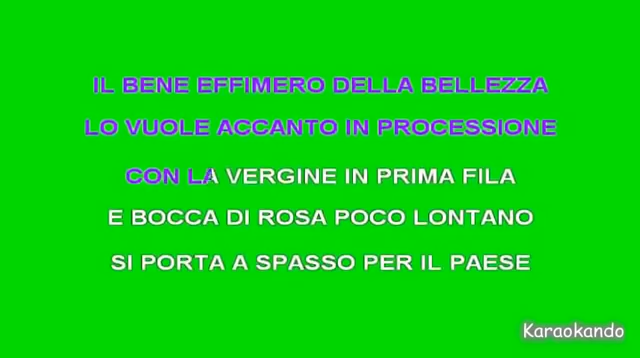 IL BENE EFFIMERO DELLA BELLEZZA
LO VUOLE ACCANTO IN PROCESSIONE
CON LA VERGINE IN PRIMA FILA
E BOCCA DI ROSA POCO LONTANO
SI PORTA A SPASSO PER IL PAESE
Karaokando